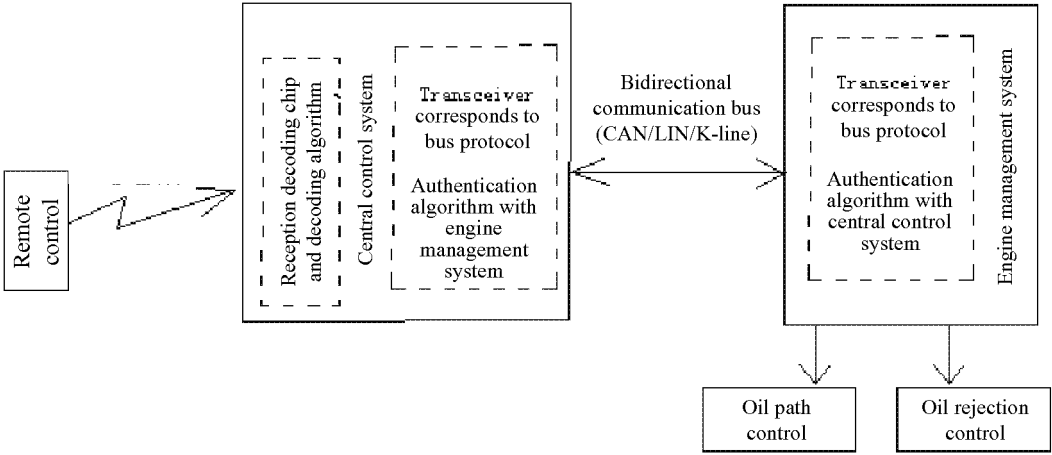 Remote
control
Reception decoding chip
and decoding algorithm
Central control system
Transceiver
corresponds to
bus protocol
Authentication
algorithm with
engine
management
system
Bidirectional
communication bus
(CAN/LIN/K-line)
Transceiver
corresponds to
bus protocol
Authentication
algorithm with
central control
system
Engine management system
Oil path
control
Oil rejection
control